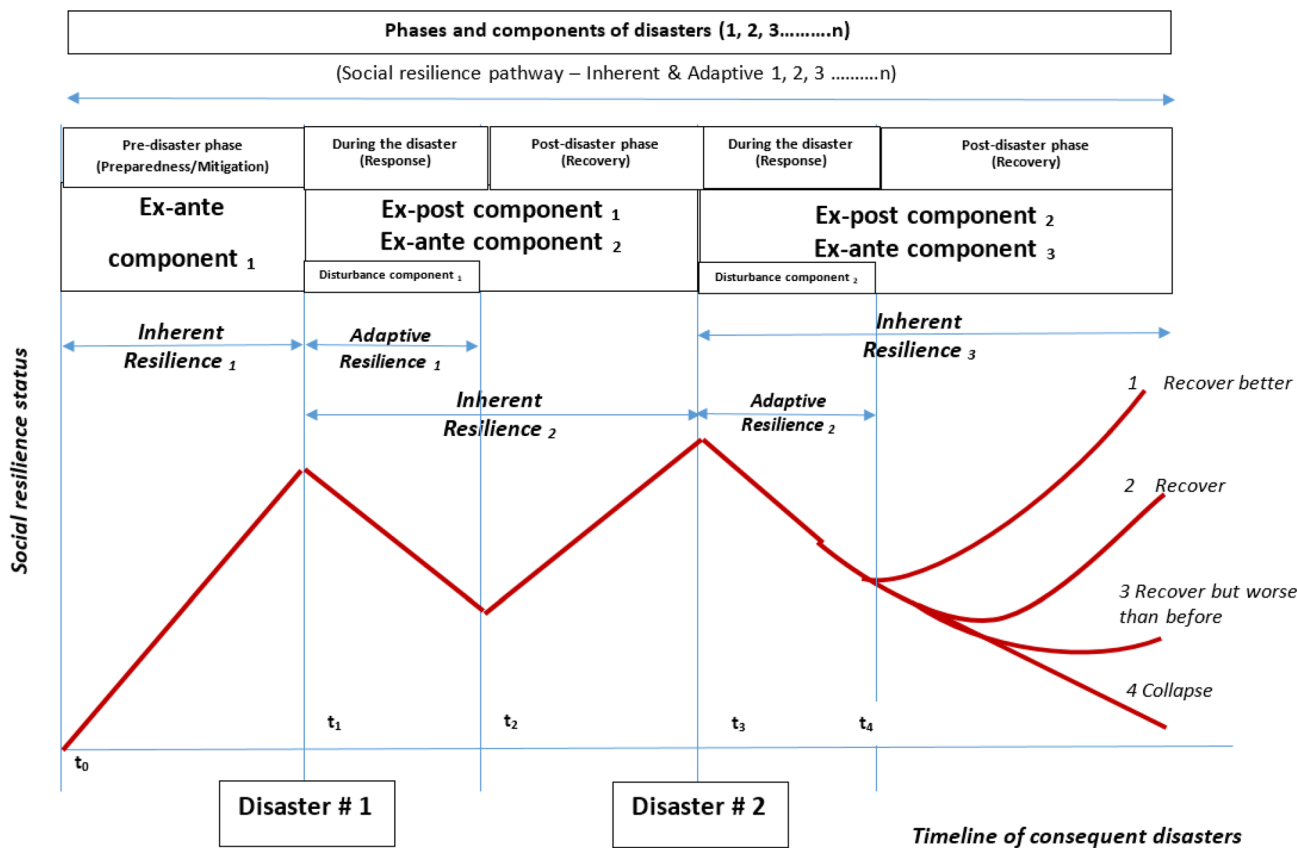 Phases and components of disasters (1, 2, 3……….n)
(Social resilience pathway – Inherent & Adaptive 1, 2, 3 ……….n)
Pre-disaster phase
(Preparedness/Mitigation)
During the disaster
(Response)
Post-disaster phase
(Recovery)
During the disaster
(Response)
Post-disaster phase
(Recovery)
Ex-ante
component 1
Ex-post component 1
Ex-ante component 2
Ex-post component 2
Ex-ante component 3
Disturbance component 1
Disturbance component 2
Inherent
Resilience 1
Adaptive
Resilience 1
Inherent
Resilience 3
Inherent
Resilience 2
Adaptive
Resilience 2
Social resilience status
1 Recover better
2 Recover
3 Recover but worse
than before
4 Collapse
t0
t1
t2
t3
t4
Disaster # 1
Disaster # 2
Timeline of consequent disasters